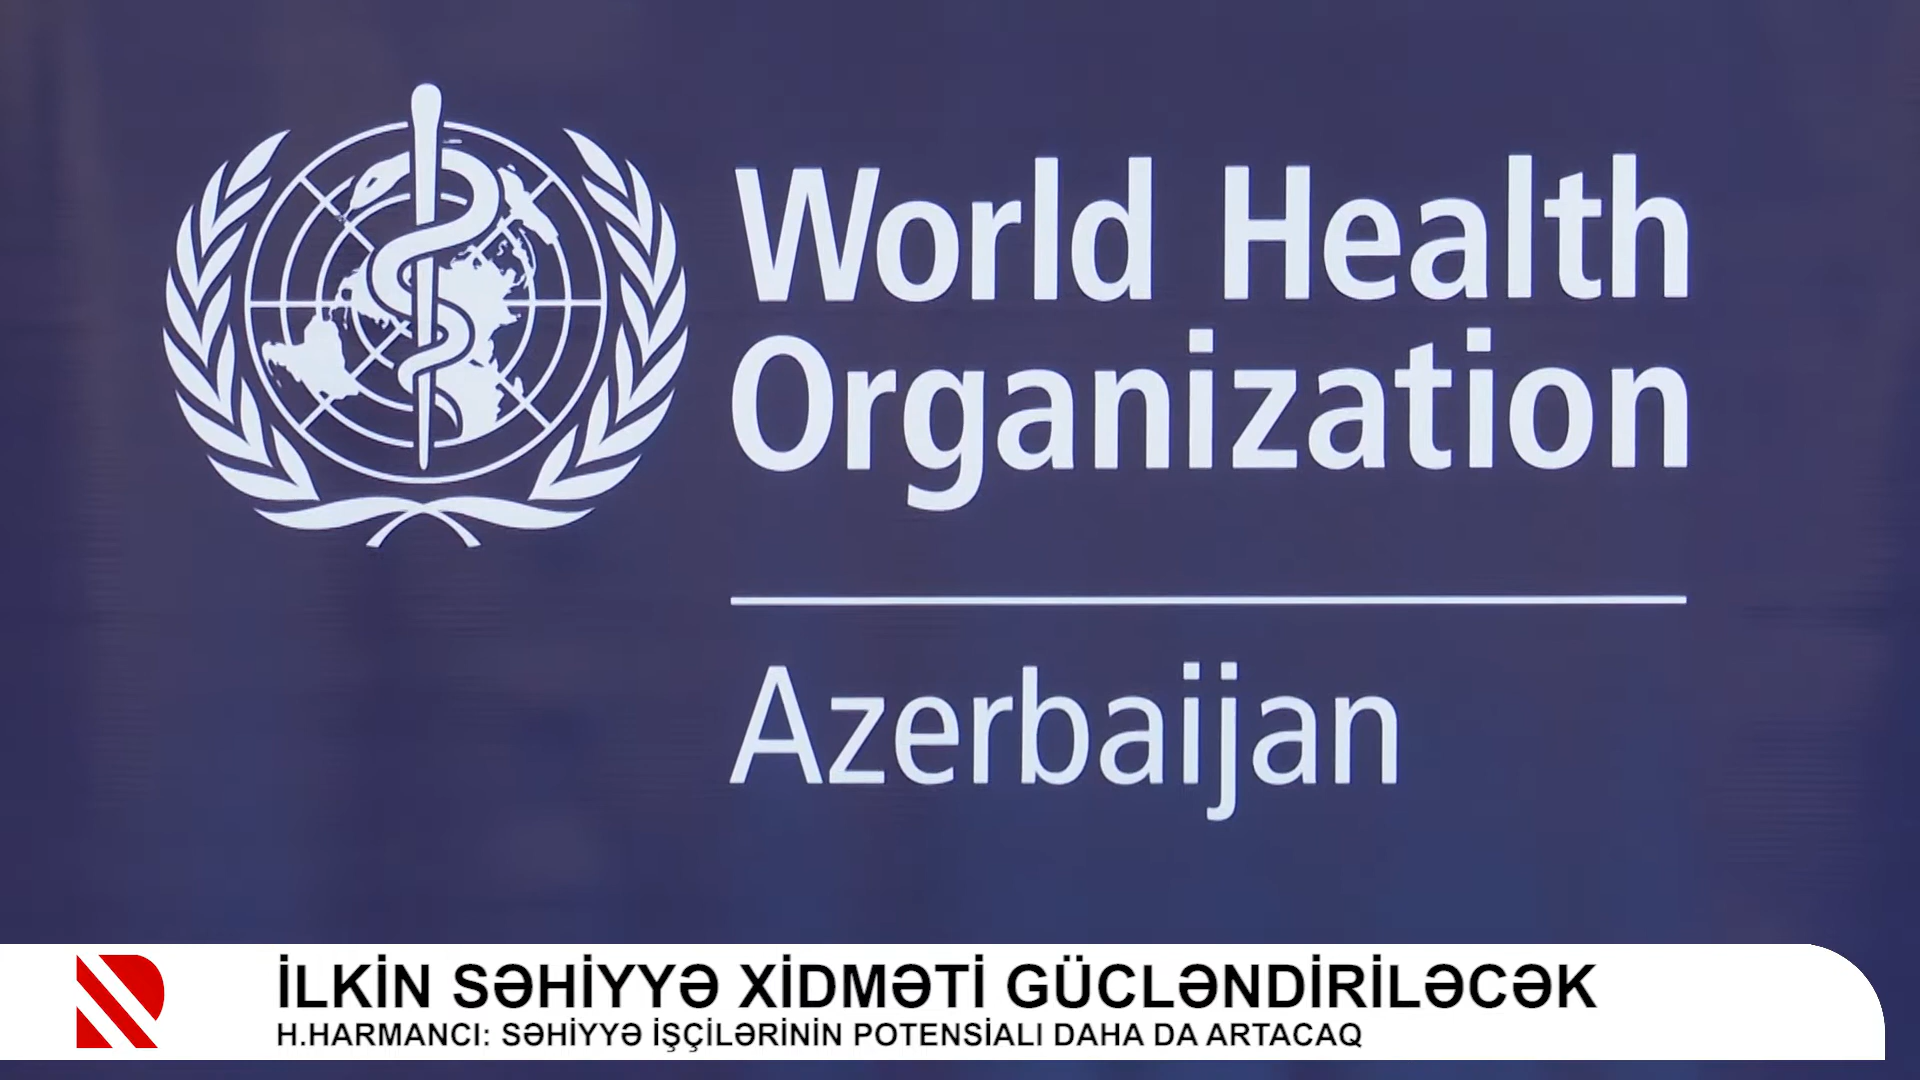 World Health
Organization
Azerbaijan
İLKİN SƏHİYYƏ XİDMƏTİ GÜCLƏNDİRİLƏCƏK
H.HARMANCI: SƏHİYYƏ İŞÇİLƏRİNİN POTENSİALI DAHA DA ARTACAQ